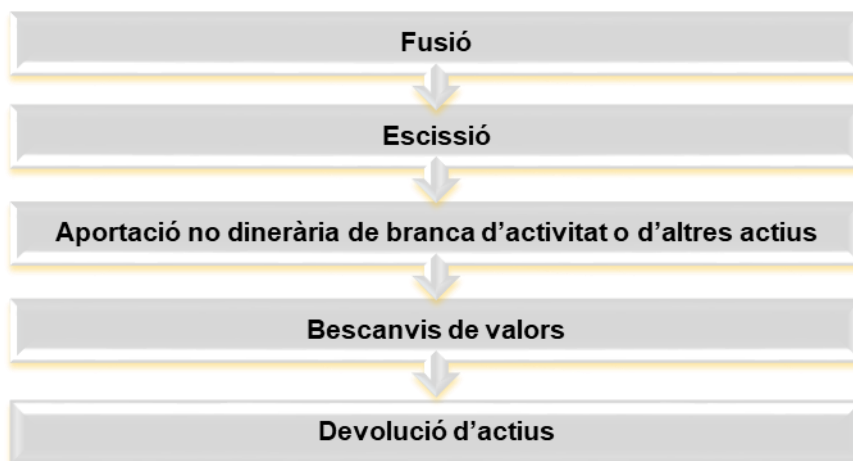 Fusió
Escissió
Aportació no dinerària de branca d’activitat o d’altres actius
Bescanvis de valors
Devolució d’actius